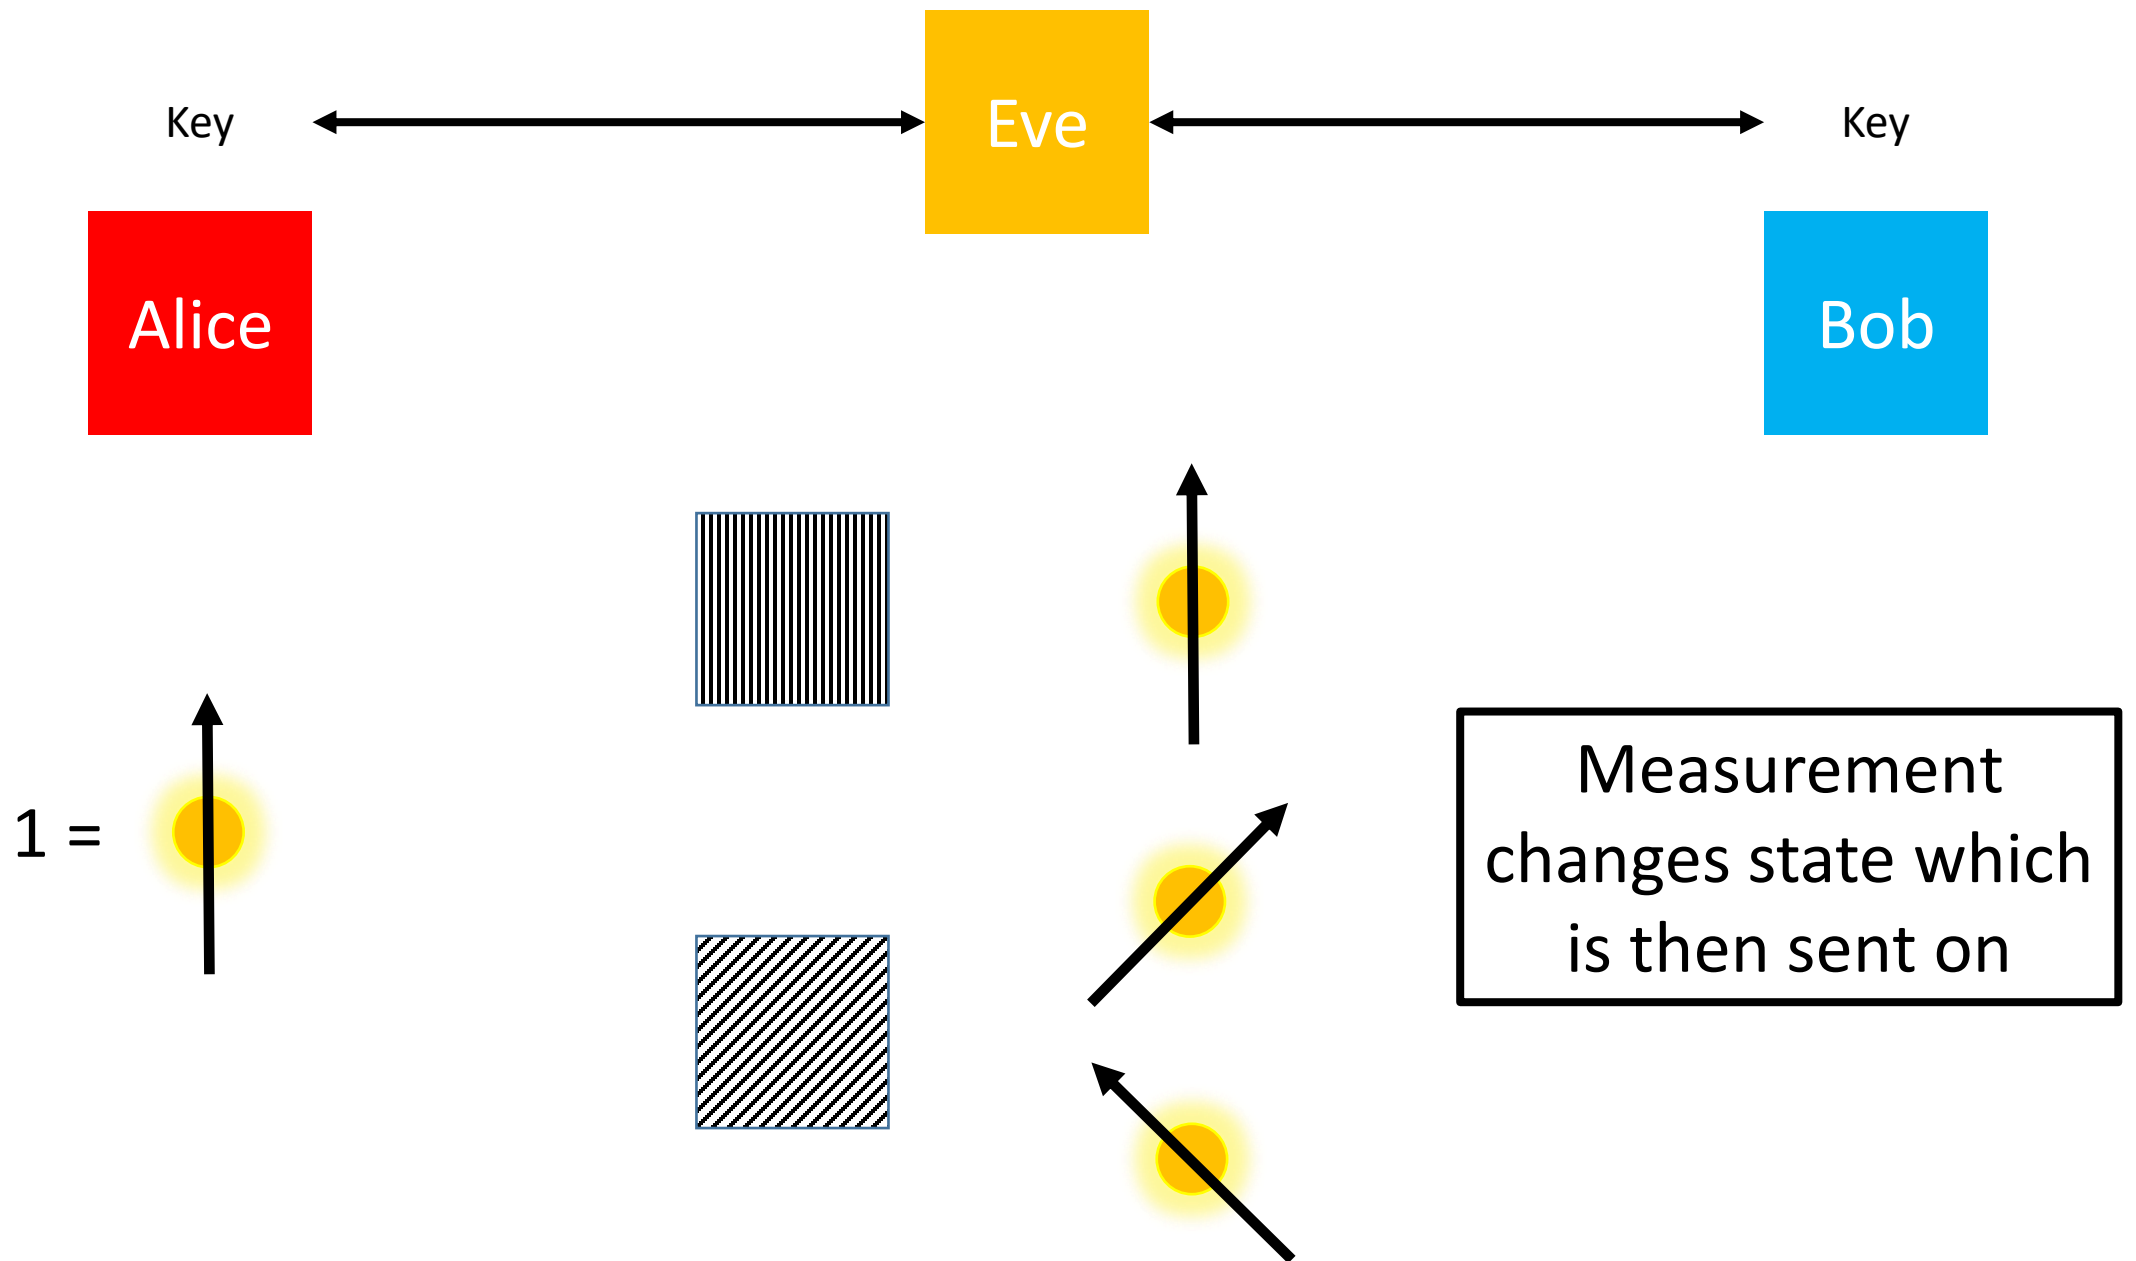 Key
Eve
Key
Alice
Bob
1 =
Measurement
changes state which
is then sent on